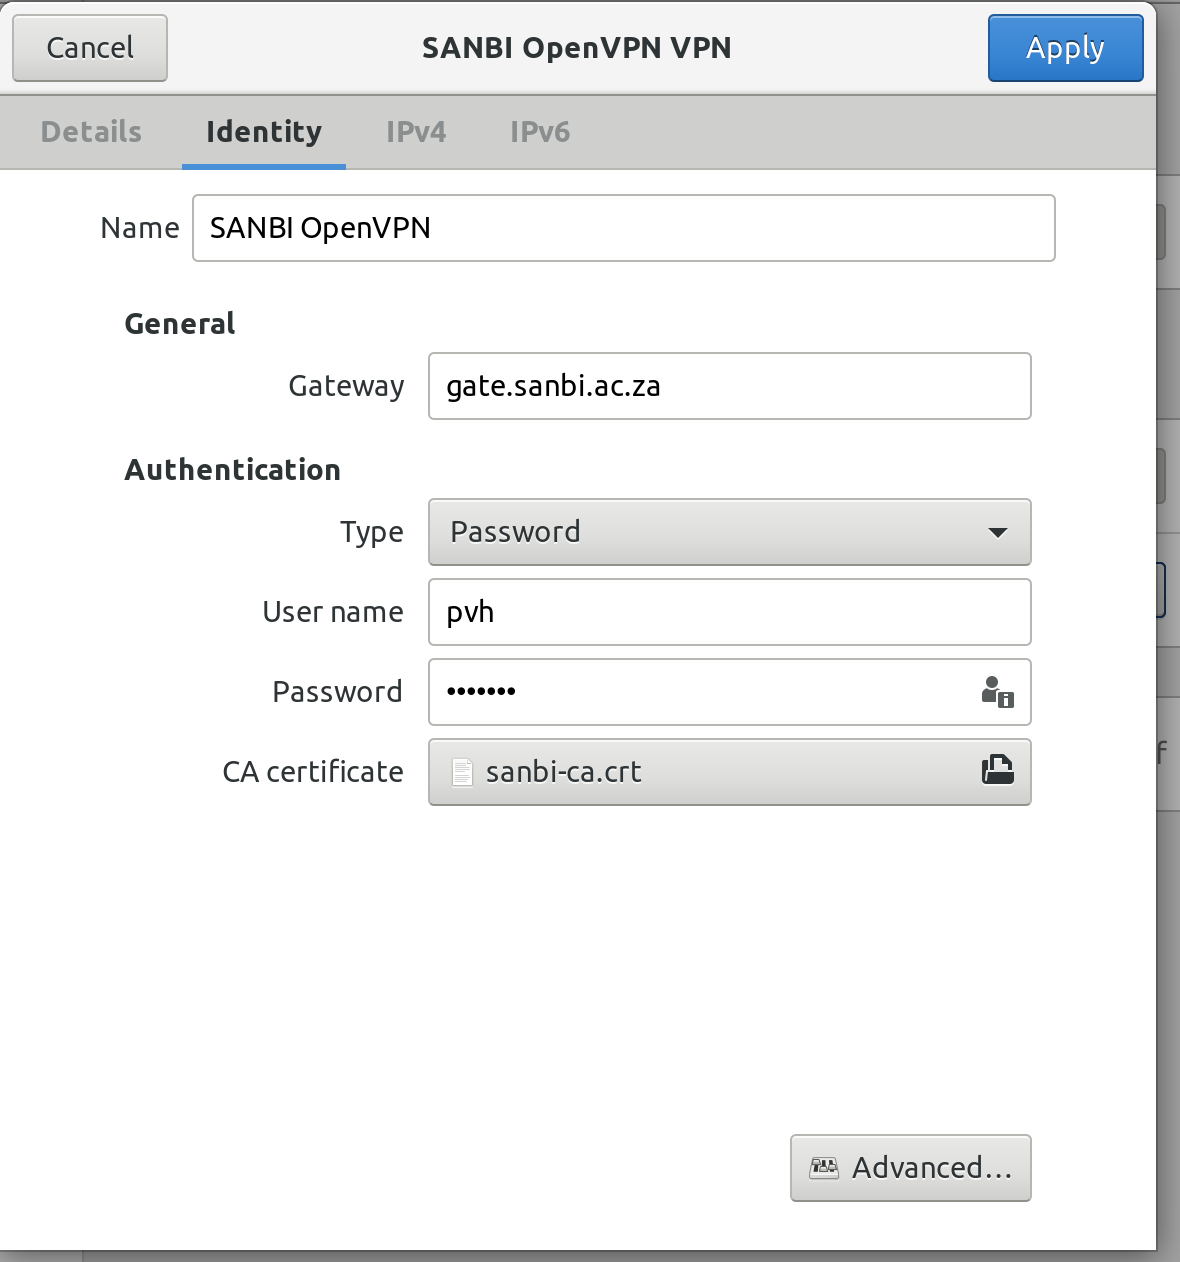 Cancel SANBI OpenVPN VPN Apply
Details Identity IPv4 IPv6
Name SANBI OpenVPN
General
Gateway gate.sanbi.ac.za
Authentication
Type Password
User name pvh
Password •••••••
CA certificate sanbi-ca.crt
f
Advanced...